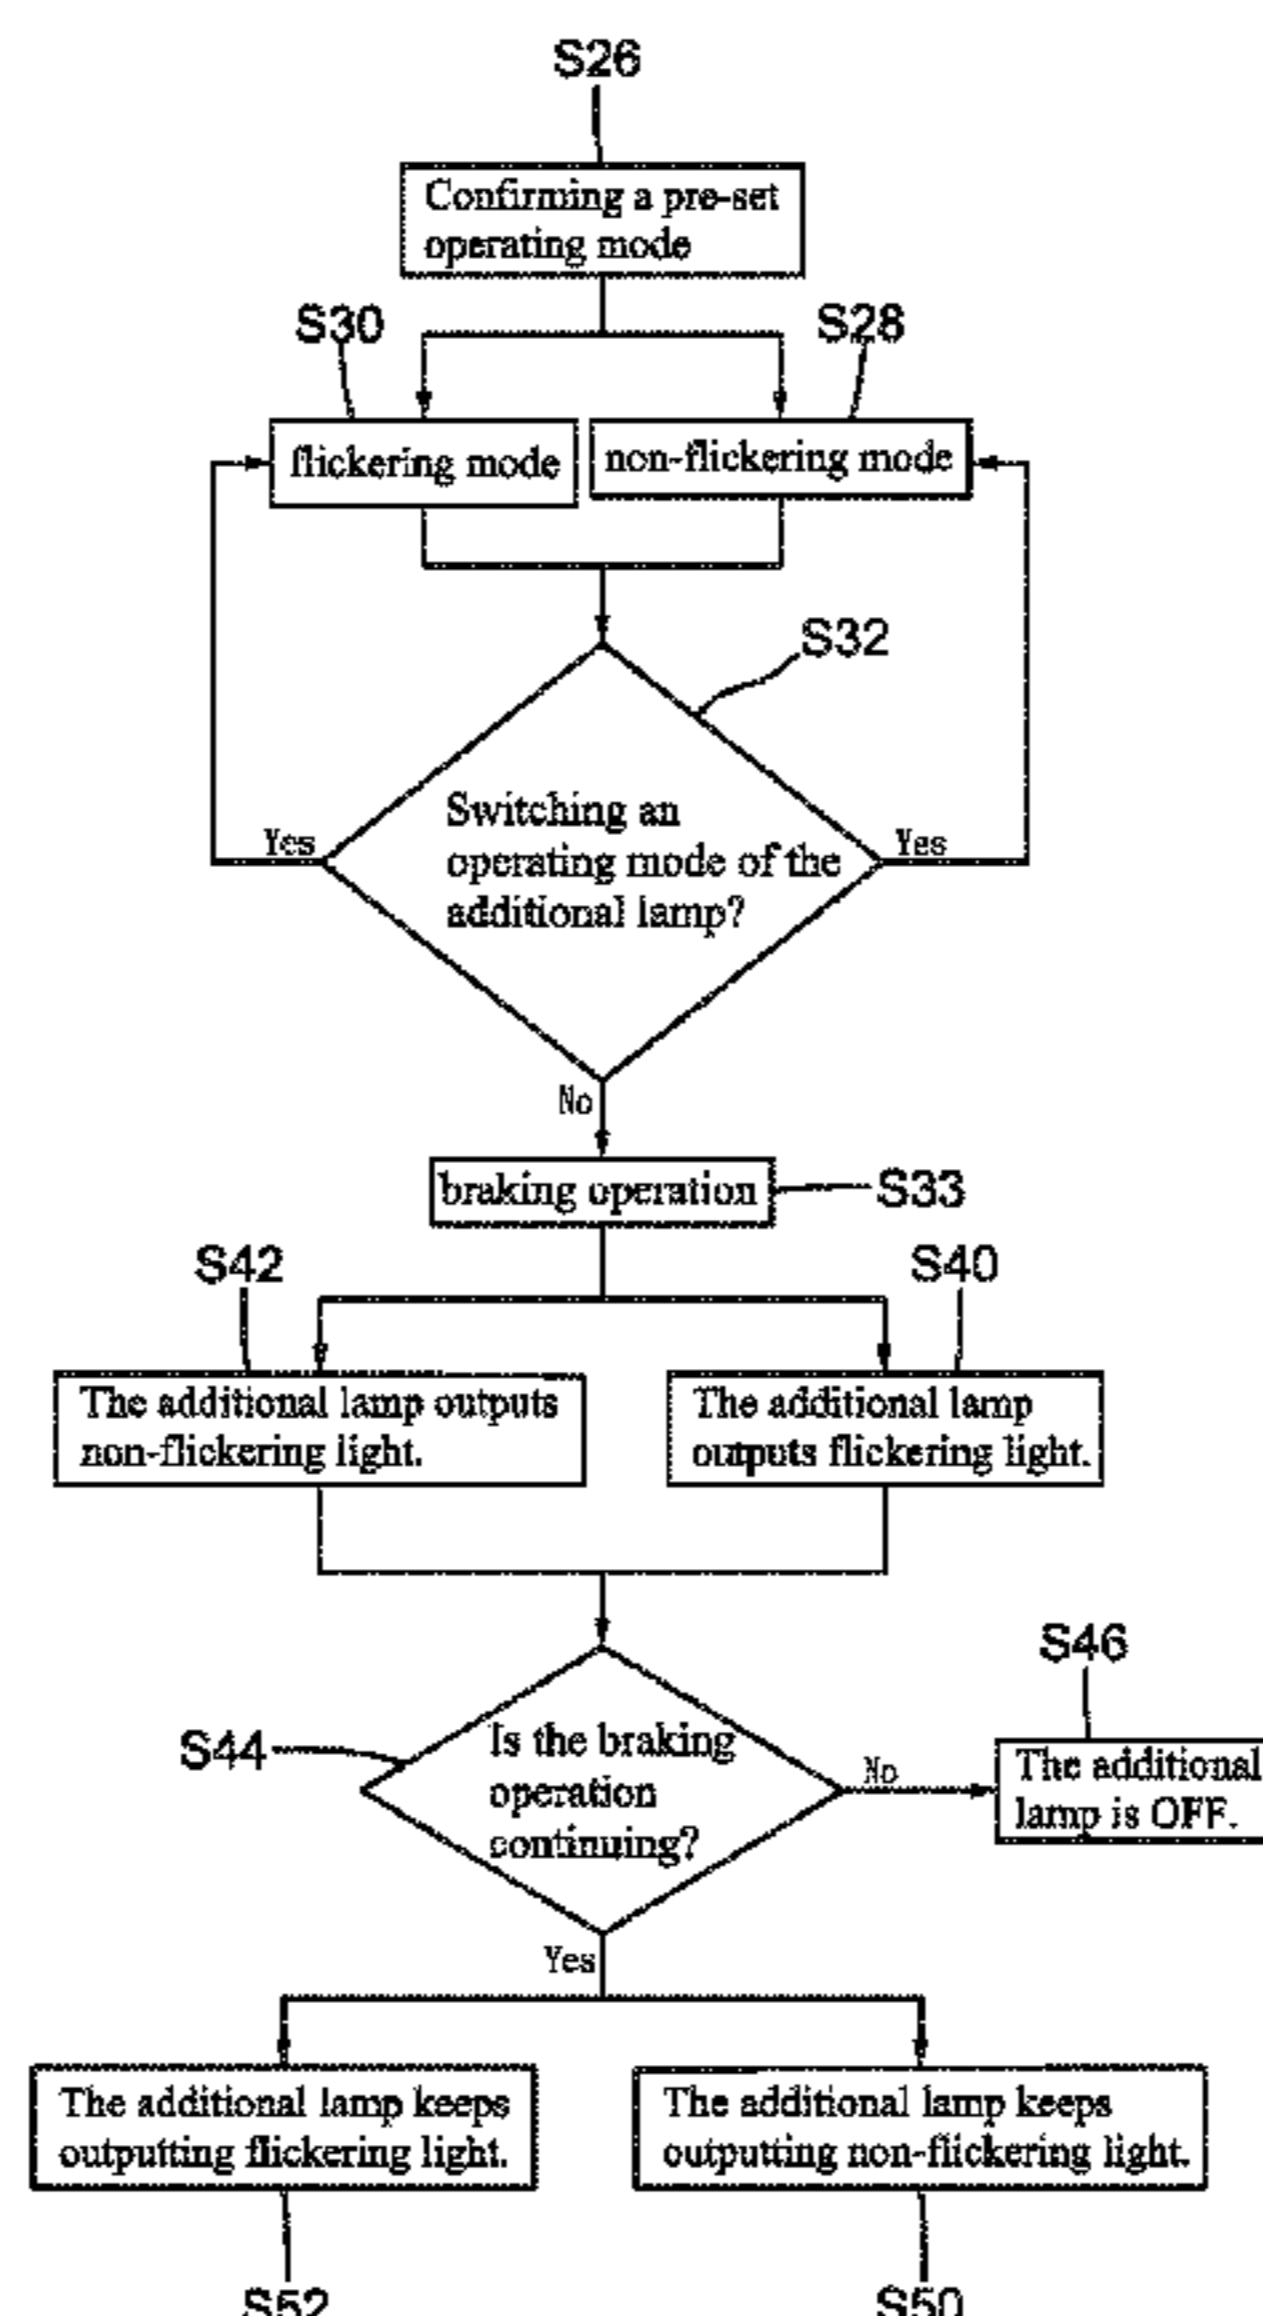 S26
Confirming a pre-set
operating mode
S30
S28
flickering mode
non-flickering mode
S32
Switching an
operating mode of the
additional lamp?
Yes
Yes
No
braking operation
S33
S42
S40
The additional lamp outputs
non-flickering light.
The additional lamp
outputs flickering light.
S46
S44
Is the braking
operation
continuing?
No
The additional
lamp is OFF.
Yes
The additional lamp keeps
outputting flickering light.
The additional lamp keeps
outputting non-flickering light.
S52
S50